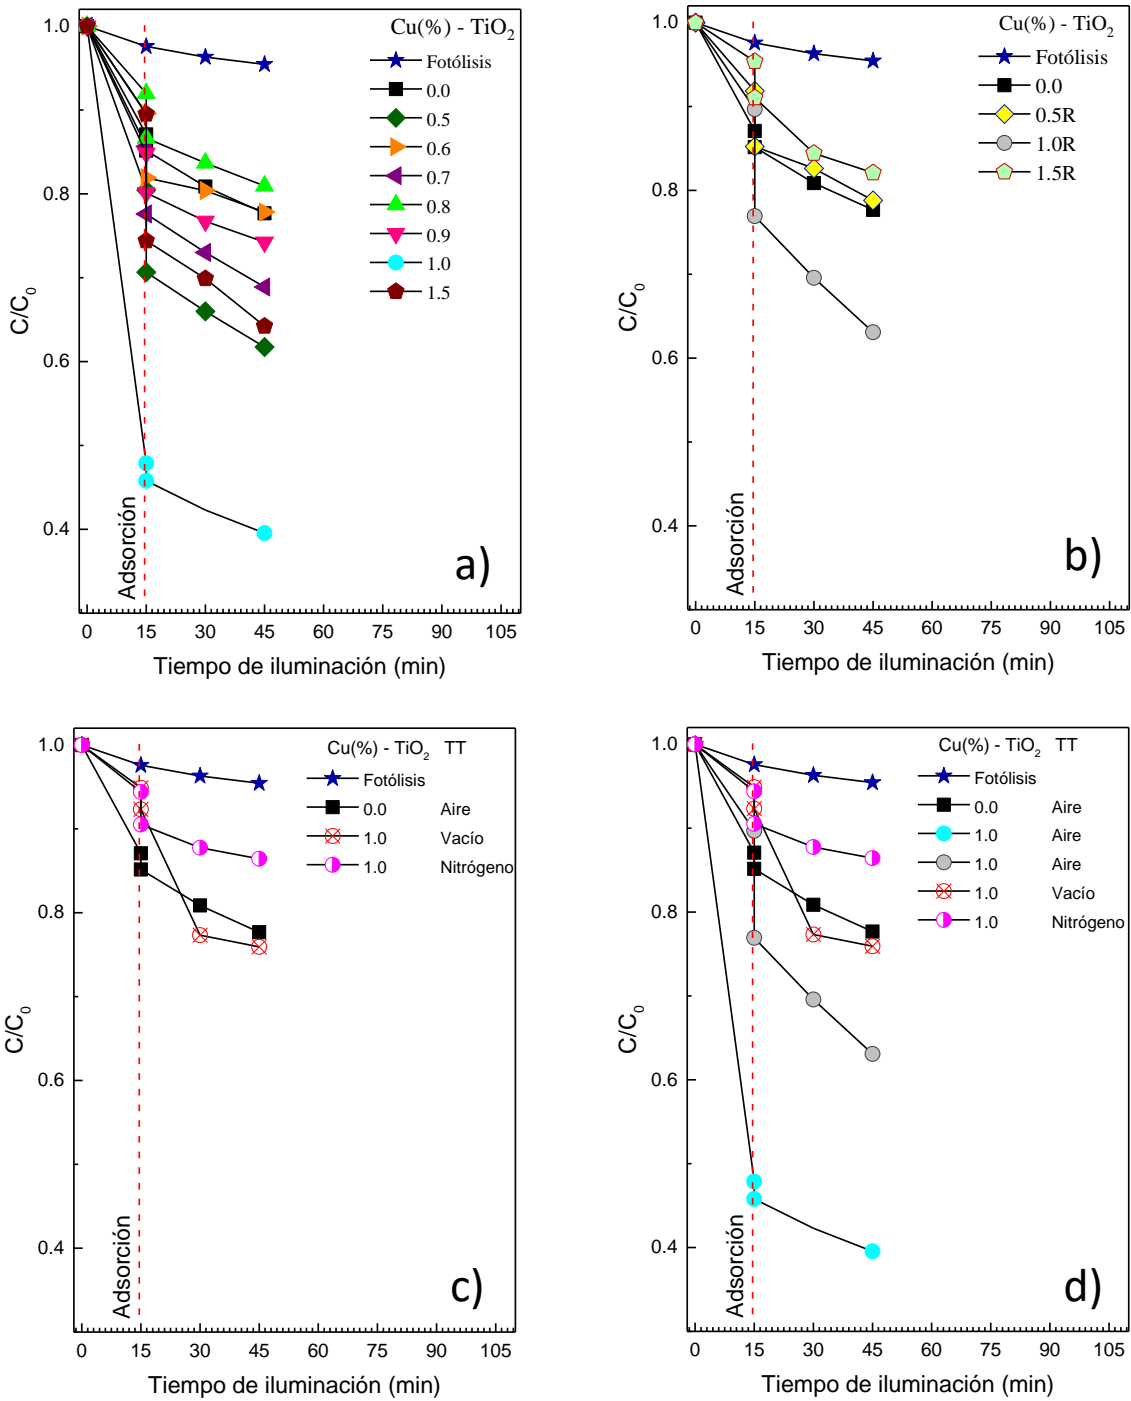 Cu(%) - TiO2
Fotólisis
0.0
0.5
0.6
0.7
0.8
0.9
1.0
1.5
1.0
0.8
0.6
0.4
C/C0
Adsorción
a)
0 15 30 45 60 75 90 105
Tiempo de iluminación (min)
Cu(%) - TiO2
Fotólisis
0.0
0.5R
1.0R
1.5R
1.0
0.8
0.6
0.4
C/C0
Adsorción
b)
0 15 30 45 60 75 90 105
Tiempo de iluminación (min)
Cu(%) - TiO2 TT
Fotólisis
0.0 Aire
1.0 Vacío
1.0 Nitrógeno
1.0
0.8
0.6
0.4
C/C0
Adsorción
c)
0 15 30 45 60 75 90 105
Tiempo de iluminación (min)
Cu(%) - TiO2 TT
Fotólisis
0.0 Aire
1.0 Aire
1.0 Aire
1.0 Vacío
1.0 Nitrógeno
1.0
0.8
0.6
0.4
C/C0
Adsorción
d)
0 15 30 45 60 75 90 105
Tiempo de iluminación (min)